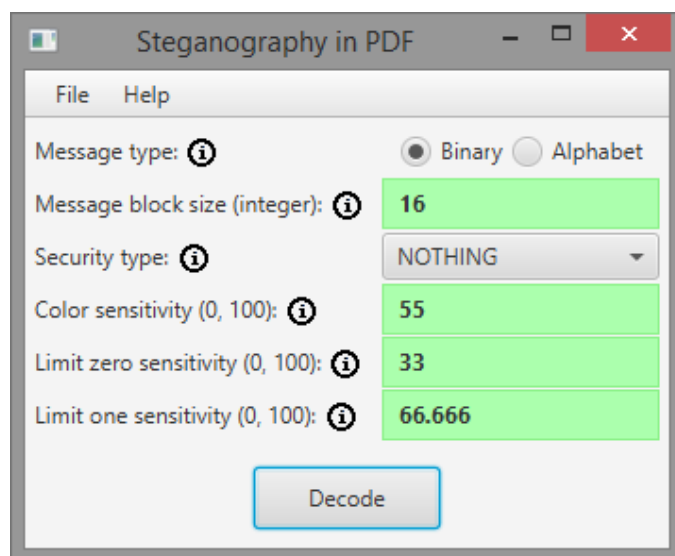 Steganography in PDF
File Help
Message type: Binary Alphabet
Message block size (integer): 16
Security type: NOTHING
Color sensitivity (0, 100): 55
Limit zero sensitivity (0, 100): 33
Limit one sensitivity (0, 100): 66.666
Decode